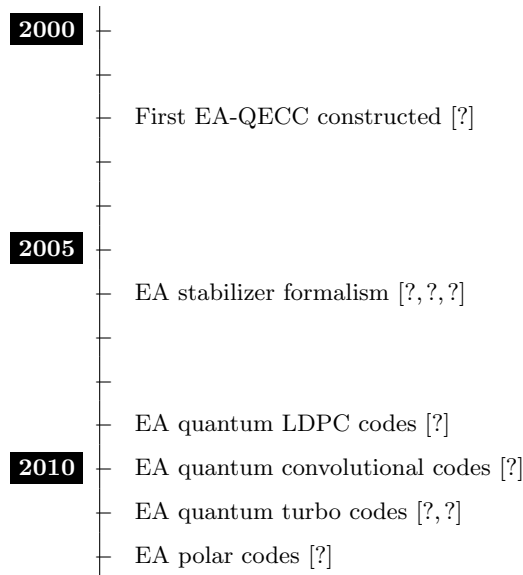 2000
First EA-QECC constructed [?]
2005
EA stabilizer formalism [?, ?, ?]
EA quantum LDPC codes [?]
2010 EA quantum convolutional codes [?]
EA quantum turbo codes [?, ?]
EA polar codes [?]